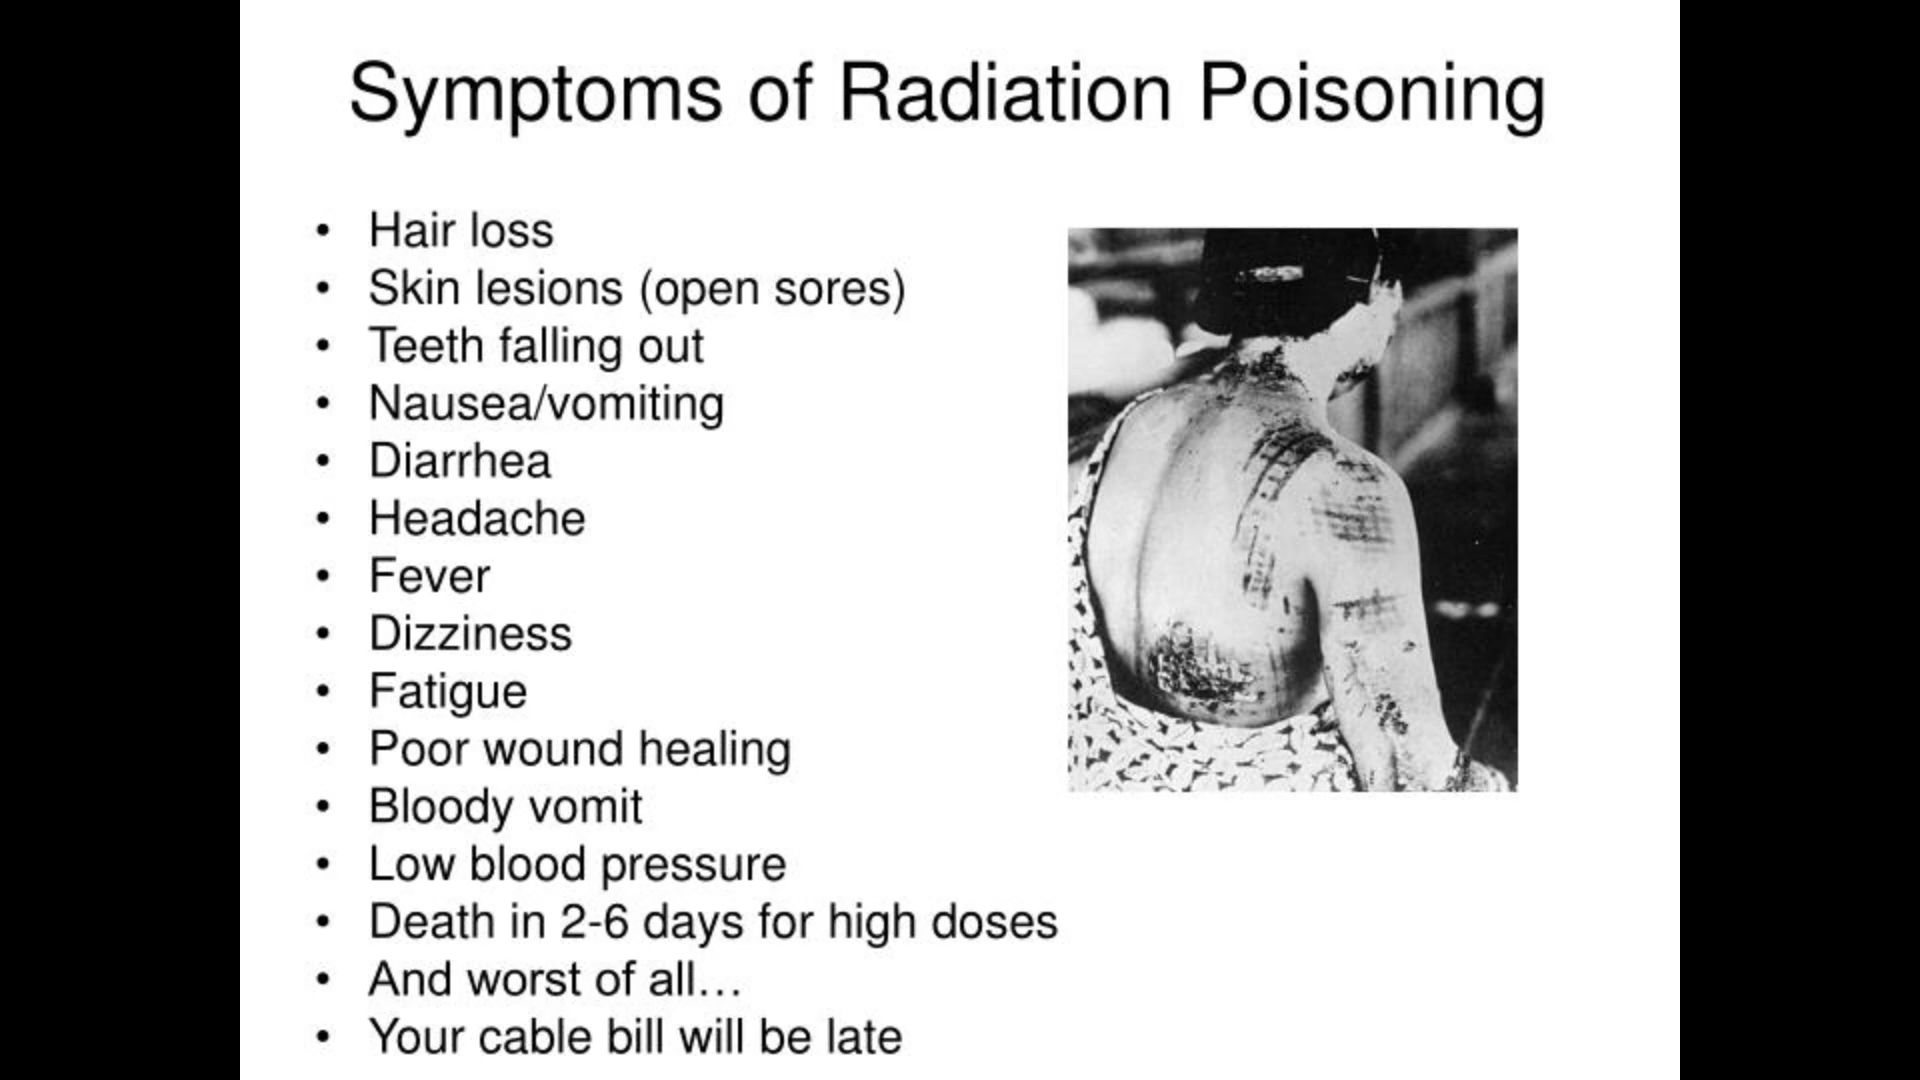 Symptoms of Radiation Poisoning
• Hair loss
• Skin lesions (open sores)
• Teeth falling out
• Nausea/vomiting
• Diarrhea
• Headache
• Fever
• Dizziness
• Fatigue
• Poor wound healing
• Bloody vomit
• Low blood pressure
• Death in 2-6 days for high doses
• And worst of all…
• Your cable bill will be late